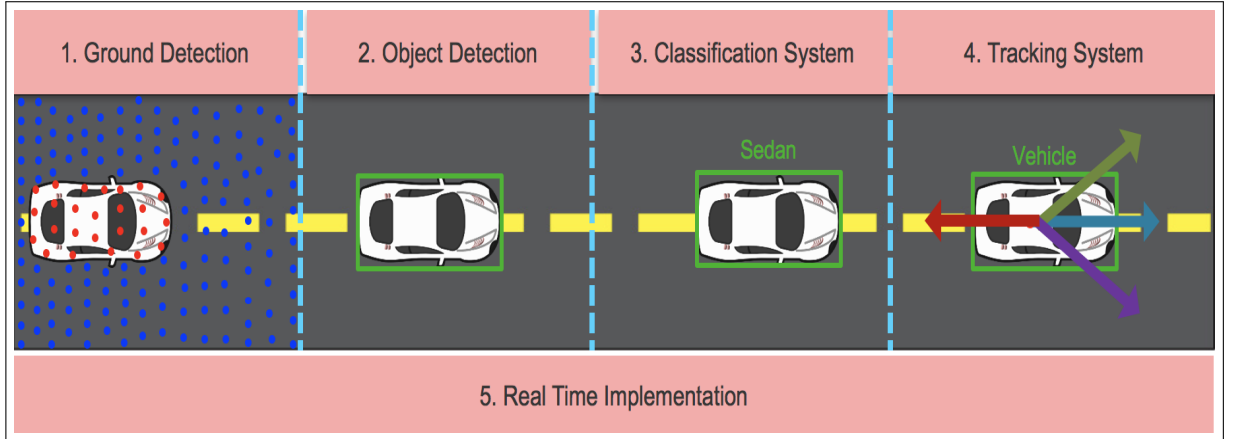 1. Ground Detection
2. Object Detection
3. Classification System
4. Tracking System
Sedan
Vehicle
5. Real Time Implementation